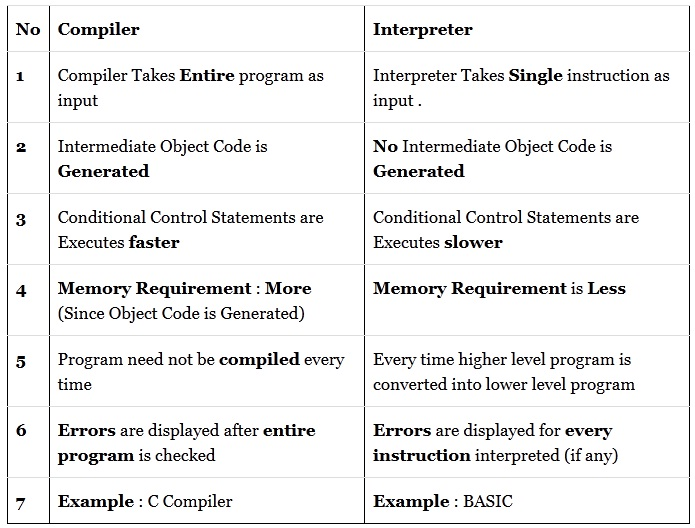 No Compiler Interpreter
1 Compiler Takes Entire program as input Interpreter Takes Single instruction as input .
2 Intermediate Object Code is Generated No Intermediate Object Code is Generated
3 Conditional Control Statements are Executes faster Conditional Control Statements are Executes slower
4 Memory Requirement : More (Since Object Code is Generated) Memory Requirement is Less
5 Program need not be compiled every time Every time higher level program is converted into lower level program
6 Errors are displayed after entire program is checked Errors are displayed for every instruction interpreted (if any)
7 Example : C Compiler Example : BASIC